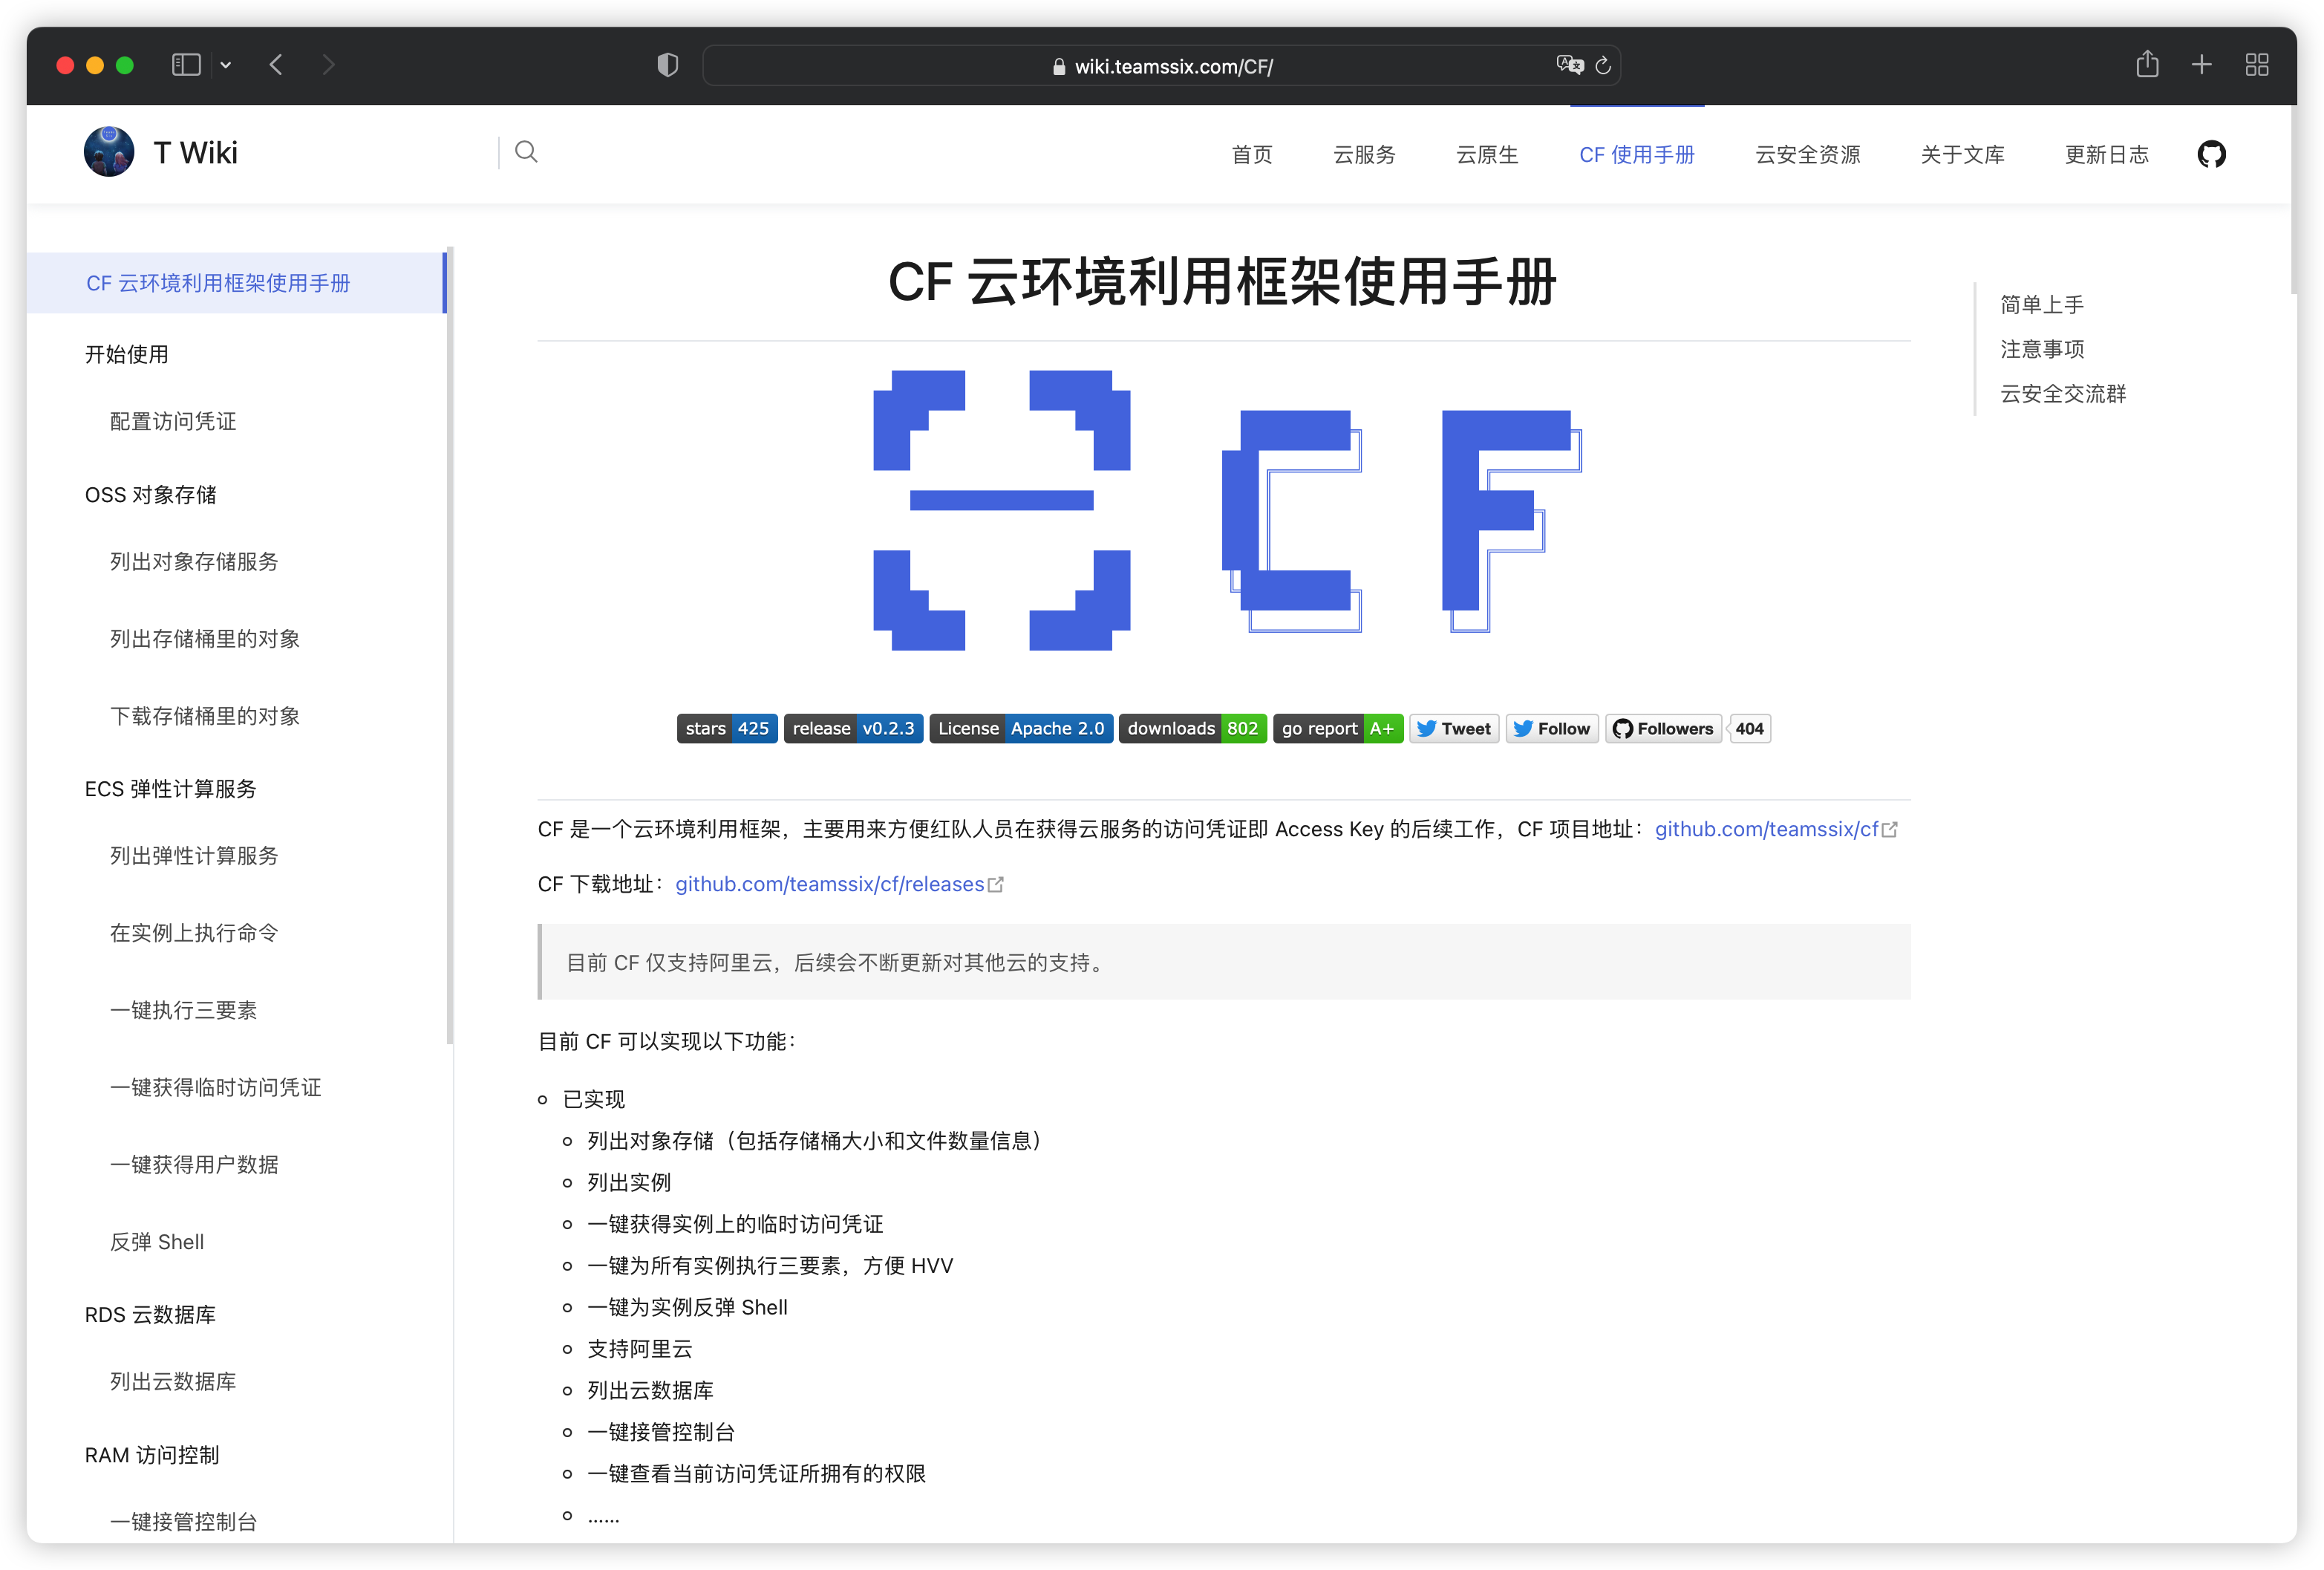 wiki.teamssix.com/CF/
T Wiki
首页
云服务
云原生
CF 使用手册
云安全资源
关于文库
更新日志
CF 云环境利用框架使用手册
开始使用
配置访问凭证
OSS 对象存储
列出对象存储服务
列出存储桶里的对象
下载存储桶里的对象
ECS 弹性计算服务
列出弹性计算服务
在实例上执行命令
一键执行三要素
一键获得临时访问凭证
一键获得用户数据
反弹 Shell
RDS 云数据库
列出云数据库
RAM 访问控制
一键接管控制台
CF 云环境利用框架使用手册
CF
stars 425
release v0.2.3
License Apache 2.0
downloads 802
go report A+
Tweet
Follow
Followers 404
CF 是一个云环境利用框架，主要用来方便红队人员在获得云服务的访问凭证即 Access Key 的后续工作，CF 项目地址：github.com/teamssix/cf
CF 下载地址：github.com/teamssix/cf/releases
目前 CF 仅支持阿里云，后续会不断更新对其他云的支持。
目前 CF 可以实现以下功能：
已实现
列出对象存储（包括存储桶大小和文件数量信息）
列出实例
一键获得实例上的临时访问凭证
一键为所有实例执行三要素，方便 HVV
一键为实例反弹 Shell
支持阿里云
列出云数据库
一键接管控制台
一键查看当前访问凭证所拥有的权限
……
简单上手
注意事项
云安全交流群